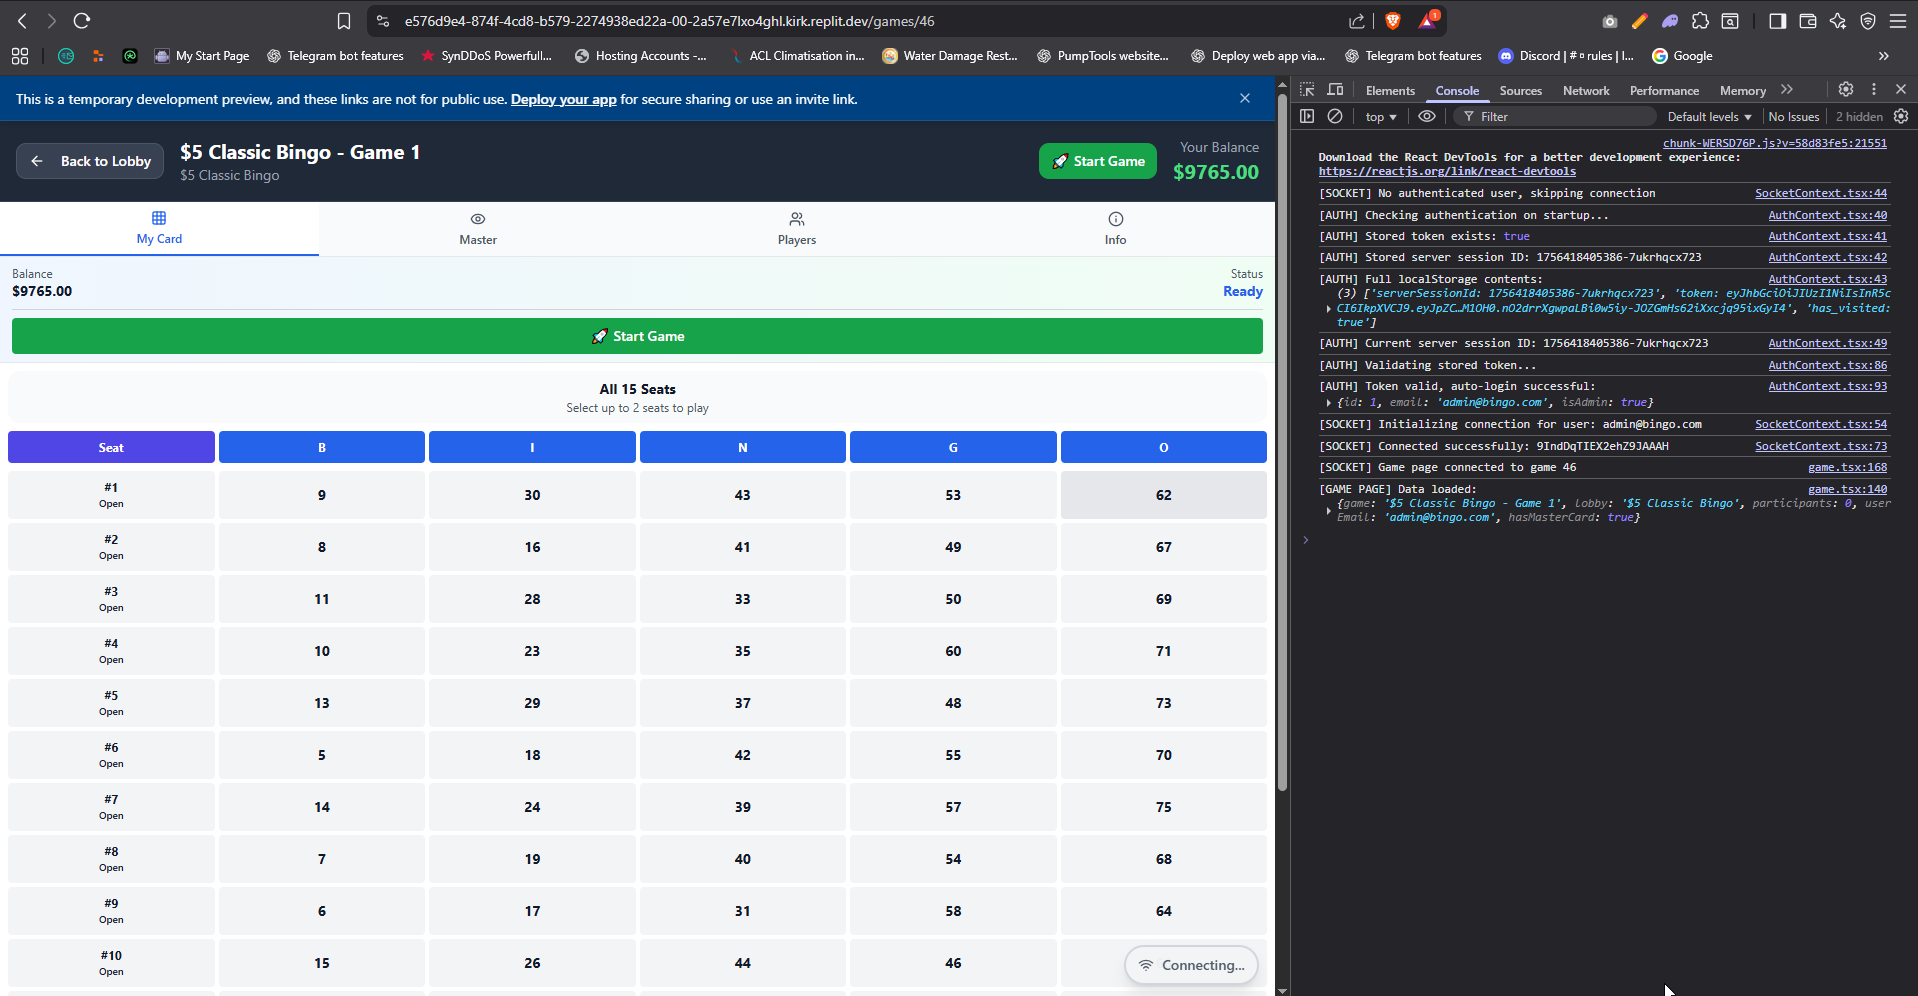 e576d9e4-874f-4cd8-b579-2274938ed22a-00-2a57e7lxo4ghl.kirk.replit.dev/games/46
1
My Start Page
Telegram bot features
SynDDoS Powerfull...
Hosting Accounts -...
ACL Climatisation in...
Water Damage Rest...
PumpTools website...
Deploy web app via...
Telegram bot features
Discord | #▫rules | I...
Google
»
This is a temporary development preview, and these links are not for public use. Deploy your app for secure sharing or use an invite link.
Back to Lobby
$5 Classic Bingo - Game 1
$5 Classic Bingo
🚀 Start Game
Your Balance
$9765.00
My Card
Master
Players
Info
Balance
$9765.00
Status
Ready
🚀 Start Game
All 15 Seats
Select up to 2 seats to play
Seat B I N G O
#1 Open 9 30 43 53 62
#2 Open 8 16 41 49 67
#3 Open 11 28 33 50 69
#4 Open 10 23 35 60 71
#5 Open 13 29 37 48 73
#6 Open 5 18 42 55 70
#7 Open 14 24 39 57 75
#8 Open 7 19 40 54 68
#9 Open 6 17 31 58 64
#10 Open 15 26 44 46
Connecting...
Elements Console Sources Network Performance Memory »
top Filter Default levels No Issues 2 hidden
chunk-WERSD76P.js?v=58d83fe5:21551
Download the React DevTools for a better development experience:
https://reactjs.org/link/react-devtools
[SOCKET] No authenticated user, skipping connection SocketContext.tsx:44
[AUTH] Checking authentication on startup... AuthContext.tsx:40
[AUTH] Stored token exists: true AuthContext.tsx:41
[AUTH] Stored server session ID: 1756418405386-7ukrhqcx723 AuthContext.tsx:42
[AUTH] Full localStorage contents: AuthContext.tsx:43
(3) ['serverSessionId: 1756418405386-7ukrhqcx723', 'token: eyJhbGciOiJIUzI1NiIsInR5c
CI6IkpXVCJ9.eyJpZC…M1OH0.nO2drrXgwpaLBi0w5iy-JOZGmHs62iXxcjq95ixGyI4', 'has_visited:
true']
[AUTH] Current server session ID: 1756418405386-7ukrhqcx723 AuthContext.tsx:49
[AUTH] Validating stored token... AuthContext.tsx:86
[AUTH] Token valid, auto-login successful: AuthContext.tsx:93
{id: 1, email: 'admin@bingo.com', isAdmin: true}
[SOCKET] Initializing connection for user: admin@bingo.com SocketContext.tsx:54
[SOCKET] Connected successfully: 9IndDqTIEX2ehZ9JAAAH SocketContext.tsx:73
[SOCKET] Game page connected to game 46 game.tsx:168
[GAME PAGE] Data loaded: game.tsx:140
{game: '$5 Classic Bingo - Game 1', lobby: '$5 Classic Bingo', participants: 0, user
Email: 'admin@bingo.com', hasMasterCard: true}